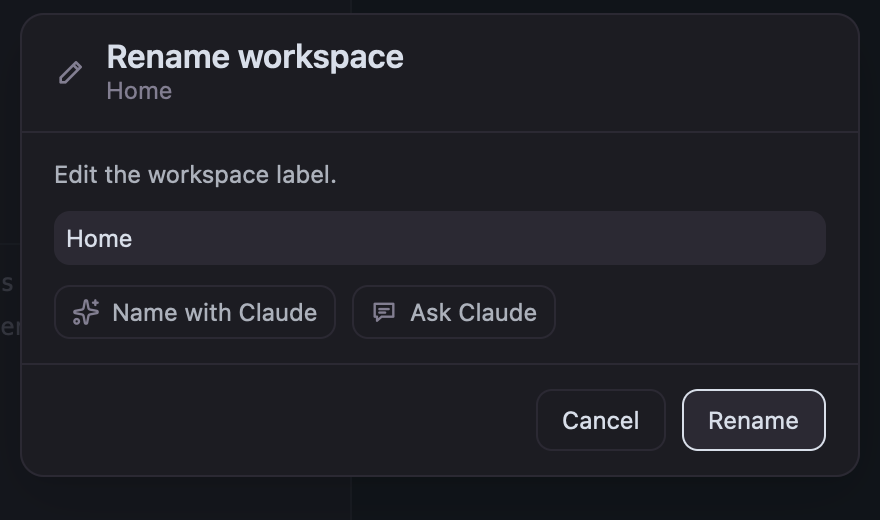 Rename workspace
Home
Edit the workspace label.
Home
Name with Claude
Ask Claude
Cancel
Rename